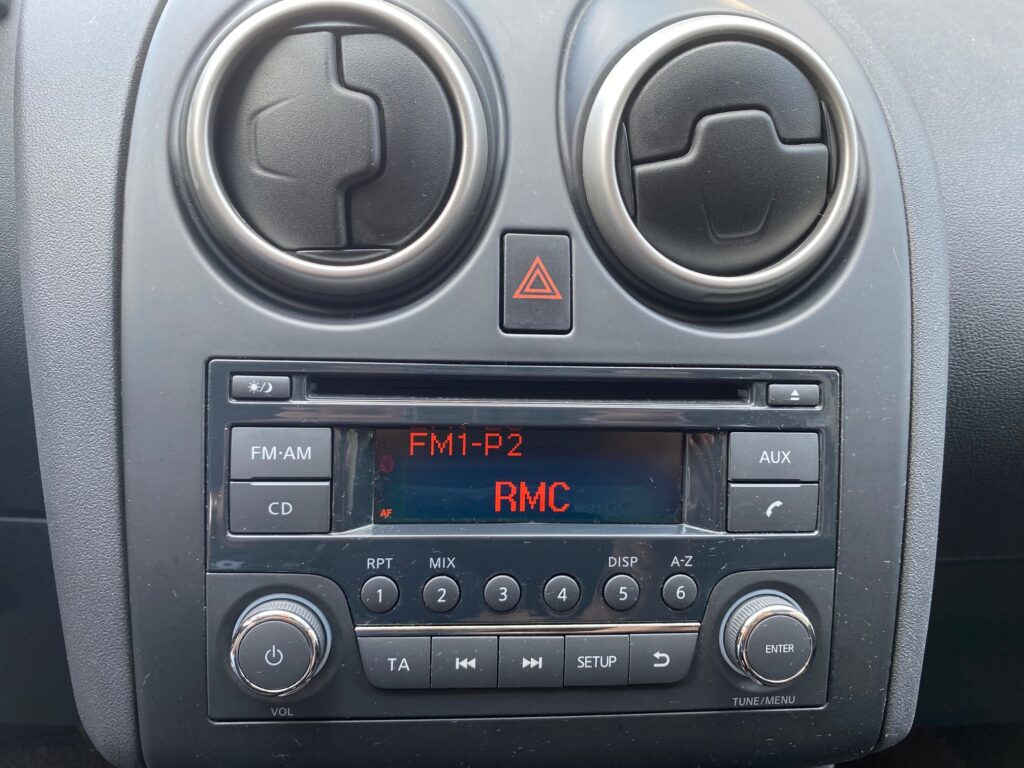 FM·AM
FM1-P2
AUX
CD
AF
RMC
RPT MIX DISP A-Z
1 2 3 4 5 6
TA SETUP
ENTER
VOL
TUNE/MENU